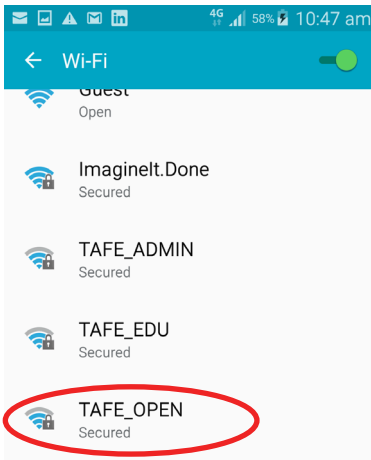 4G 58% 10:47 am
Wi-Fi
Guest
Open
ImagineIt.Done
Secured
TAFE_ADMIN
Secured
TAFE_EDU
Secured
TAFE_OPEN
Secured